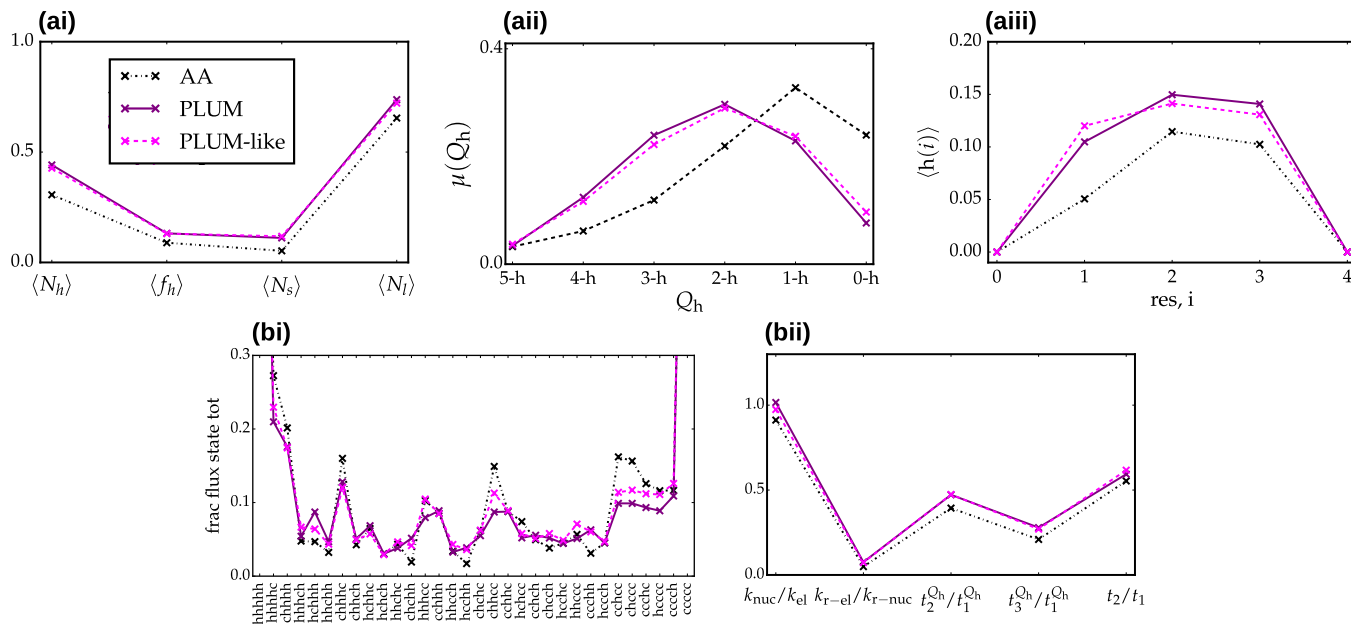 (ai)
(aii)
(aiii)
1.0
0.5
0.0
AA
PLUM
PLUM-like
⟨N_h⟩ ⟨f_h⟩ ⟨N_s⟩ ⟨N_l⟩
0.4
0.0
μ(Q_h)
5-h 4-h 3-h 2-h 1-h 0-h
Q_h
0.20
0.15
0.10
0.05
0.00
⟨h(i)⟩
0 1 2 3 4
res, i
(bi)
(bii)
0.3
0.2
0.1
0.0
frac flux state tot
hhhhh
hhhhc
chhhh
hhhch
hchhh
hhchh
chhhc
hchhc
hchch
hhchc
chchh
hhhcc
cchhh
hhcch
hcchh
chchc
chhcc
cchhc
hchcc
cchch
chcch
hcchc
hhccc
ccchh
hccch
cchcc
chccc
ccchc
hcccc
cccch
ccccc
1.0
0.5
0.0
k_nuc/k_el k_r−el/k_r−nuc t_2^{Q_h}/t_1^{Q_h} t_3^{Q_h}/t_1^{Q_h} t_2/t_1